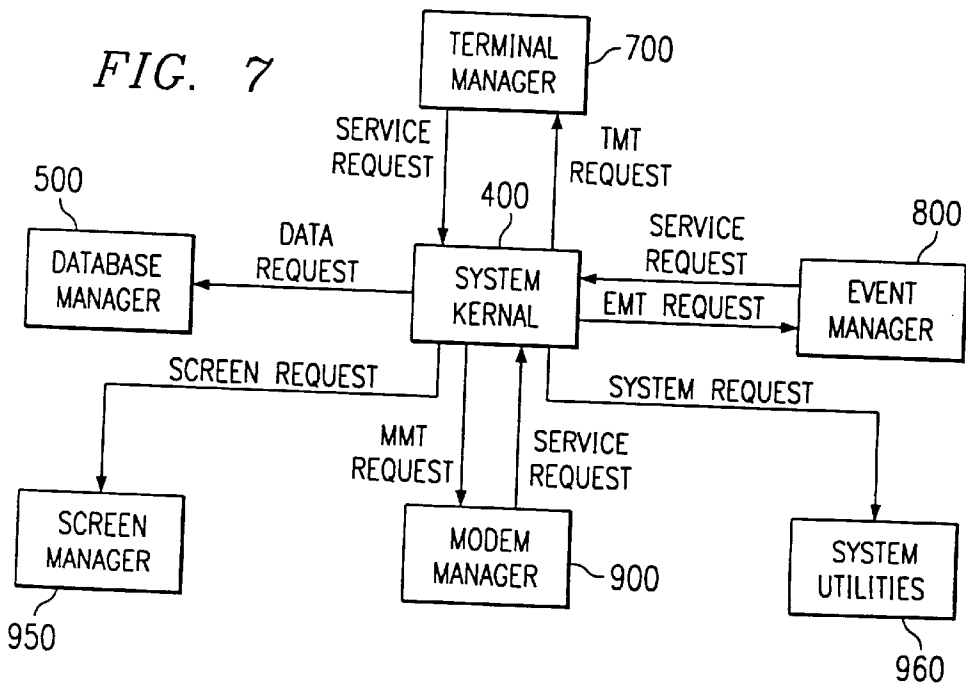 FIG. 7
TERMINAL
MANAGER
700
SERVICE
REQUEST
TMT
REQUEST
500
400
800
DATABASE
MANAGER
DATA
REQUEST
SYSTEM
KERNAL
SERVICE
REQUEST
EMT REQUEST
EVENT
MANAGER
SCREEN REQUEST
SYSTEM REQUEST
MMT
REQUEST
SERVICE
REQUEST
SCREEN
MANAGER
950
MODEM
MANAGER
900
SYSTEM
UTILITIES
960